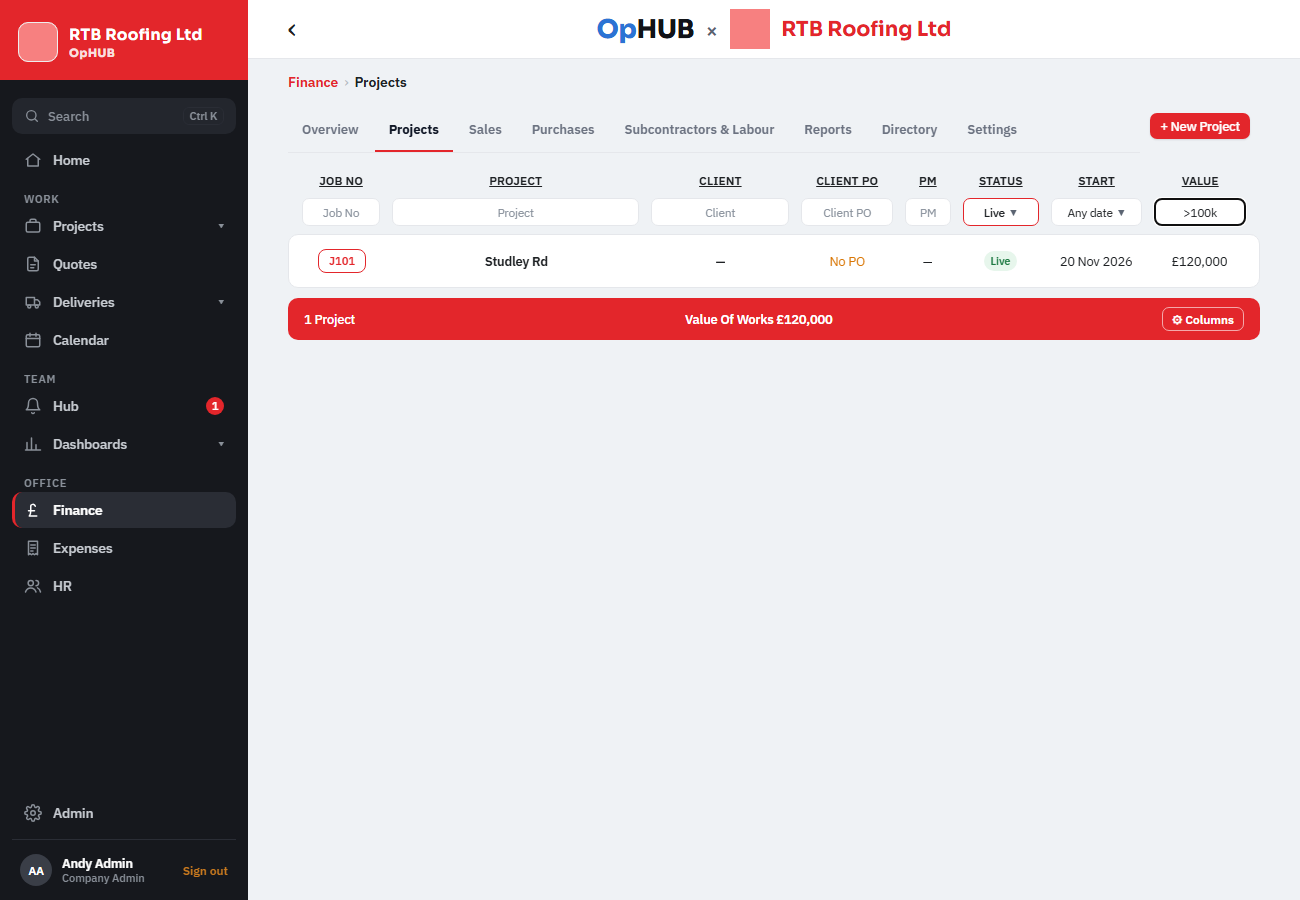 RTB Roofing Ltd
OpHUB
Search Ctrl K
Home
WORK
Projects
Quotes
Deliveries
Calendar
TEAM
Hub 1
Dashboards
OFFICE
£ Finance
Expenses
HR
Admin
AA Andy Admin
Company Admin
Sign out
OpHUB × RTB Roofing Ltd
Finance › Projects
Overview Projects Sales Purchases Subcontractors & Labour Reports Directory Settings
+ New Project
JOB NO PROJECT CLIENT CLIENT PO PM STATUS START VALUE
Job No Project Client Client PO PM Live ▼ Any date ▼ >100k
J101 Studley Rd – No PO – Live 20 Nov 2026 £120,000
1 Project Value Of Works £120,000 ⚙ Columns